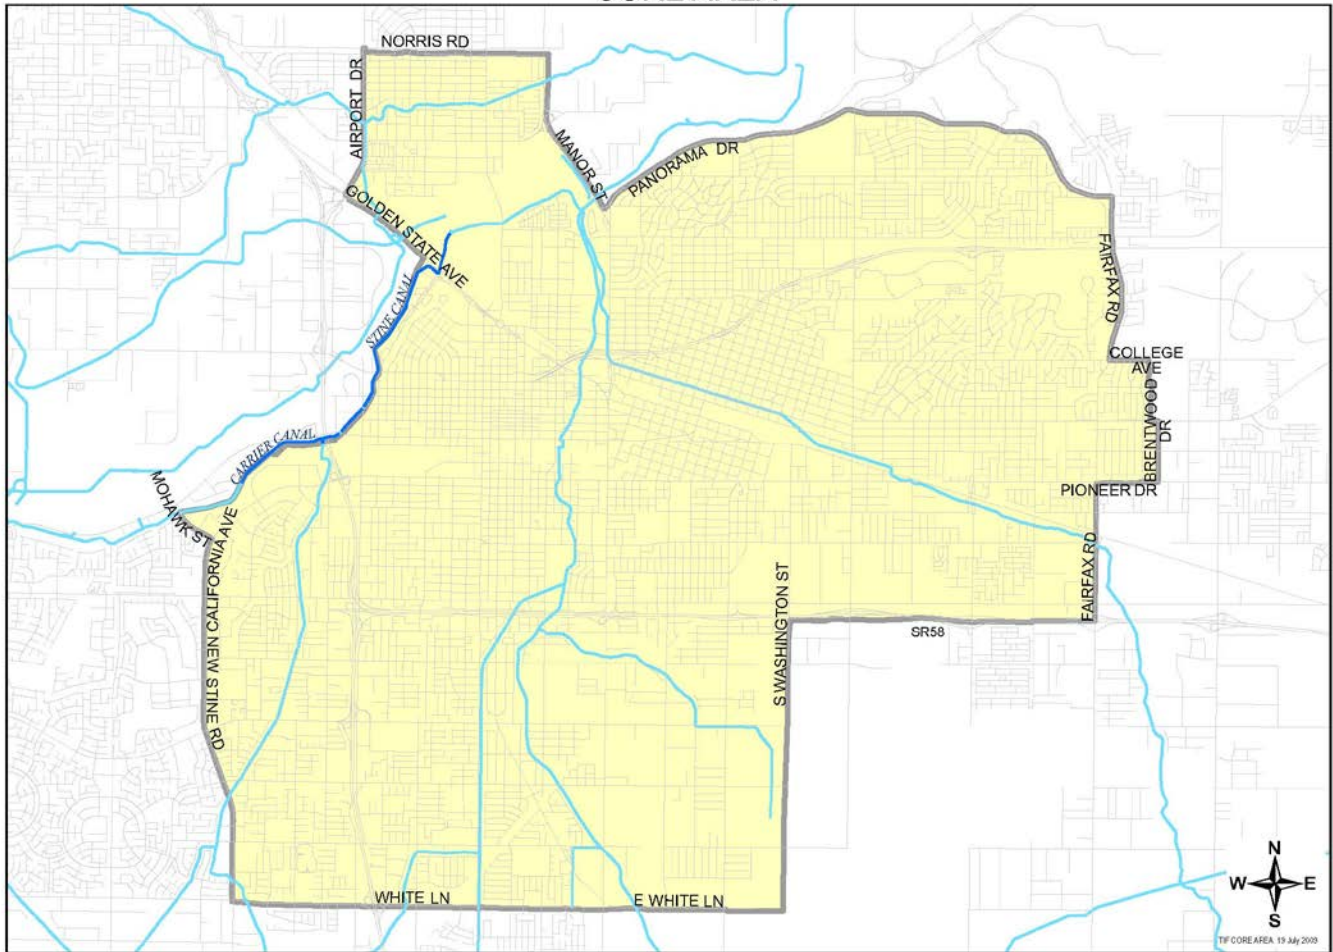 NORRIS RD
AIRPORT DR
MANOR ST
PANORAMA DR
GOLDEN STATE AVE
STINE CANAL
FAIRFAX RD
COLLEGE
AVE
BRENTWOOD
DR
CARRIER CANAL
MOHAWK ST
PIONEER DR
CALIFORNIA AVE
NEW STINE RD
FAIRFAX RD
S WASHINGTON ST
SR58
WHITE LN
E WHITE LN
N
W
E
S
TIF CORE AREA 19 July 2009